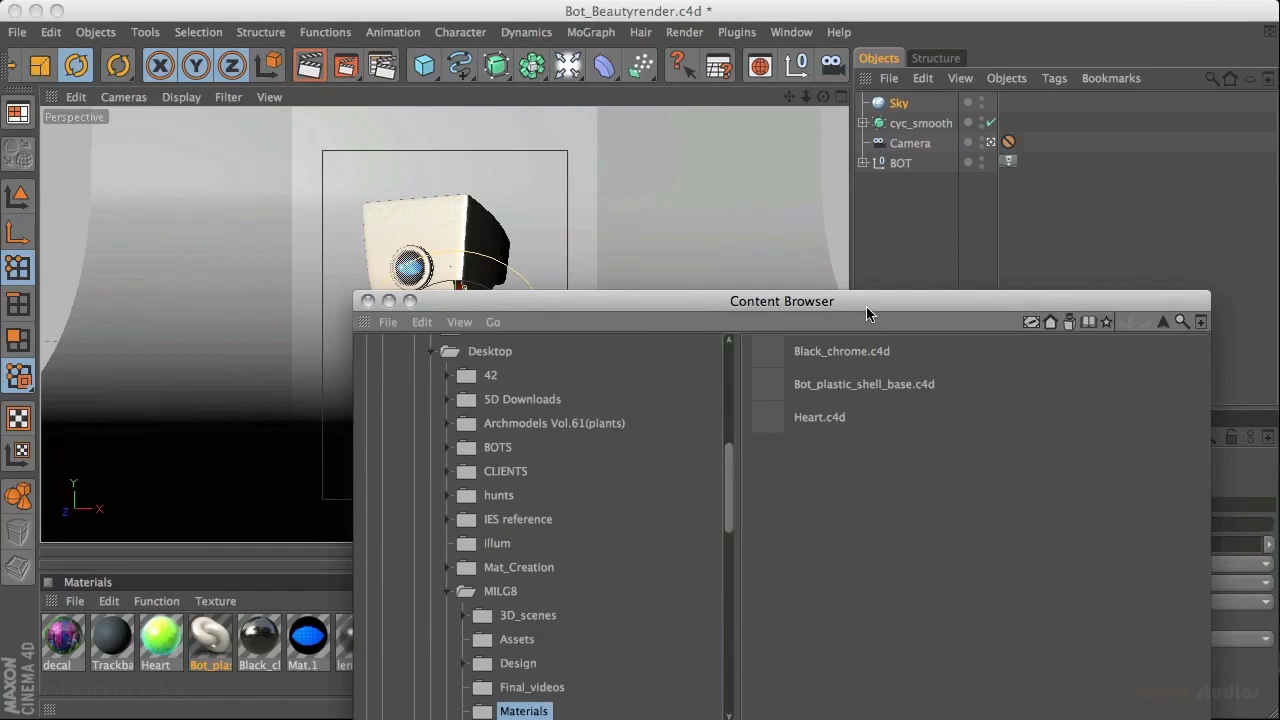 Bot_Beautyrender.c4d *
File Edit Objects Tools Selection Structure Functions Animation Character Dynamics MoGraph Hair Render Plugins Window Help
Objects Structure
File Edit View Objects Tags Bookmarks
Edit Cameras Display Filter View
Perspective
Sky
cyc_smooth
Camera
BOT
Content Browser
File Edit View Go
Desktop
42
5D Downloads
Archmodels Vol.61(plants)
BOTS
CLIENTS
hunts
IES reference
illum
Mat_Creation
MILG8
3D_scenes
Assets
Design
Final_videos
Materials
Black_chrome.c4d
Bot_plastic_shell_base.c4d
Heart.c4d
Y
Z X
Materials
File Edit Function Texture
decal Trackba Heart Bot_plas Black_cl Mat.1 len
MAXON
CINEMA 4D